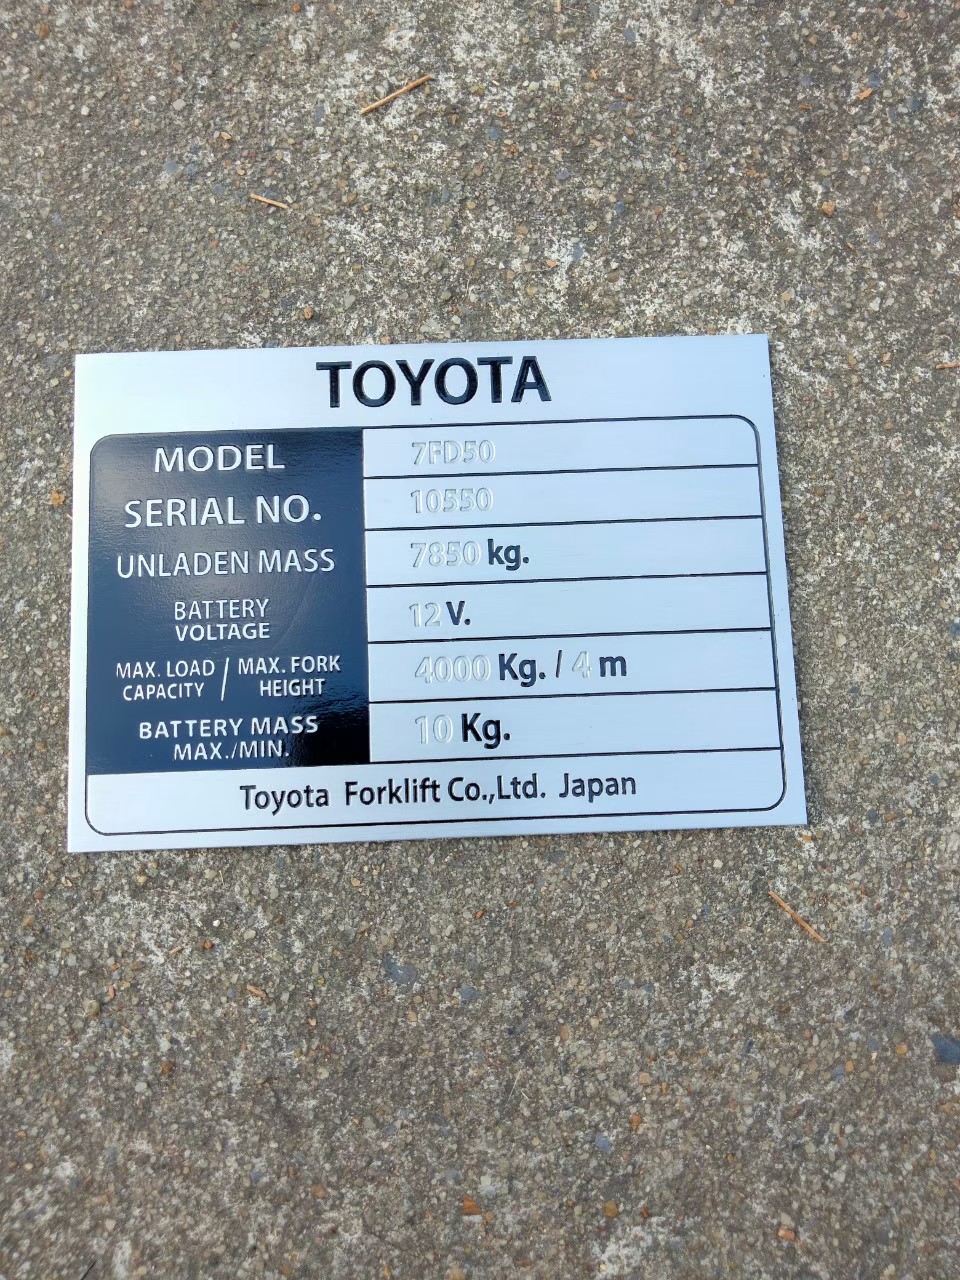 TOYOTA
MODEL 7FD50
SERIAL NO. 10550
UNLADEN MASS 7850 kg.
BATTERY
VOLTAGE 12 V.
MAX. LOAD / MAX. FORK
CAPACITY HEIGHT 4000 Kg. / 4 m
BATTERY MASS
MAX./MIN. 10 Kg.
Toyota Forklift Co.,Ltd. Japan